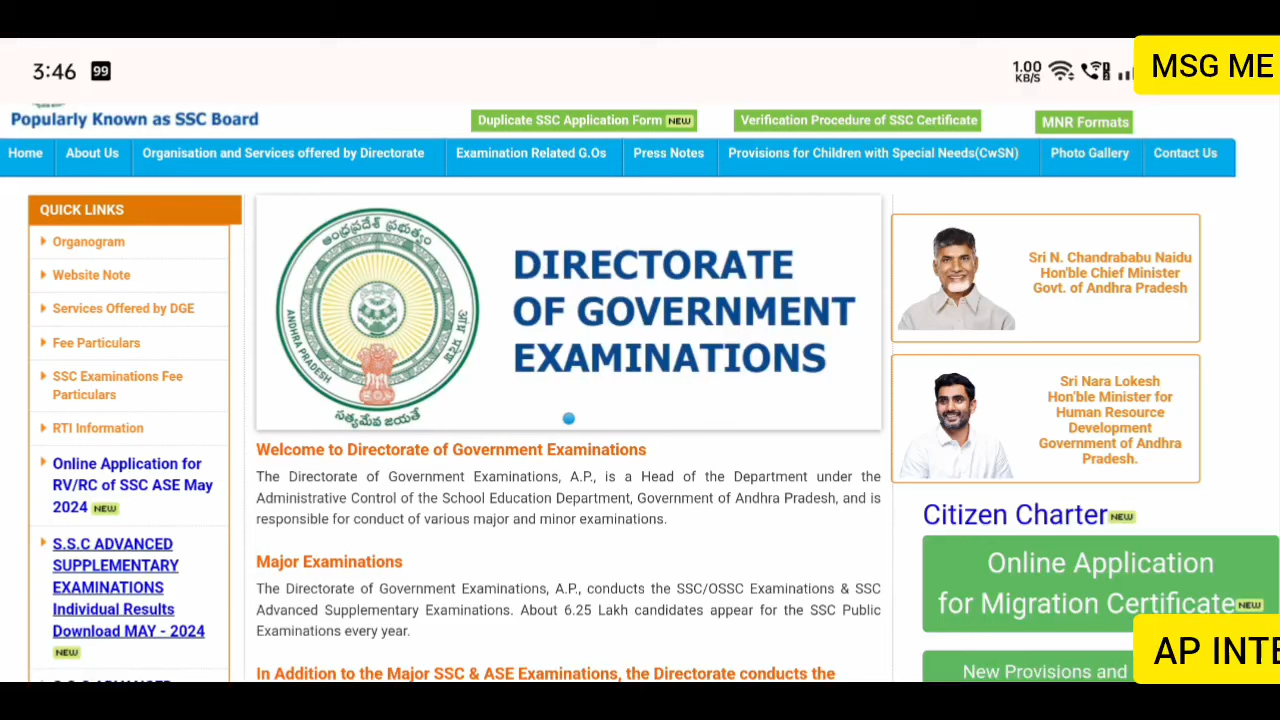 3:46
99
1.00
KB/S
MSG ME
Popularly Known as SSC Board
Duplicate SSC Application Form NEW
Verification Procedure of SSC Certificate
MNR Formats
Home
About Us
Organisation and Services offered by Directorate
Examination Related G.Os
Press Notes
Provisions for Children with Special Needs(CwSN)
Photo Gallery
Contact Us
QUICK LINKS
Organogram
Website Note
Services Offered by DGE
Fee Particulars
SSC Examinations Fee
Particulars
RTI Information
Online Application for
RV/RC of SSC ASE May
2024 NEW
S.S.C ADVANCED
SUPPLEMENTARY
EXAMINATIONS
Individual Results
Download MAY - 2024
NEW
ఆంధ్రప్రదేశ్ ప్రభుత్వం
ANDHRA PRADESH
आन्ध्र प्रदेश
సత్యమేవ జయతే
DIRECTORATE
OF GOVERNMENT
EXAMINATIONS
Welcome to Directorate of Government Examinations
The Directorate of Government Examinations, A.P., is a Head of the Department under the
Administrative Control of the School Education Department, Government of Andhra Pradesh, and is
responsible for conduct of various major and minor examinations.
Major Examinations
The Directorate of Government Examinations, A.P., conducts the SSC/OSSC Examinations & SSC
Advanced Supplementary Examinations. About 6.25 Lakh candidates appear for the SSC Public
Examinations every year.
In Addition to the Major SSC & ASE Examinations, the Directorate conducts the
Sri N. Chandrababu Naidu
Hon'ble Chief Minister
Govt. of Andhra Pradesh
Sri Nara Lokesh
Hon'ble Minister for
Human Resource
Development
Government of Andhra
Pradesh.
Citizen Charter NEW
Online Application
for Migration Certificate NEW
New Provisions and
AP INTE